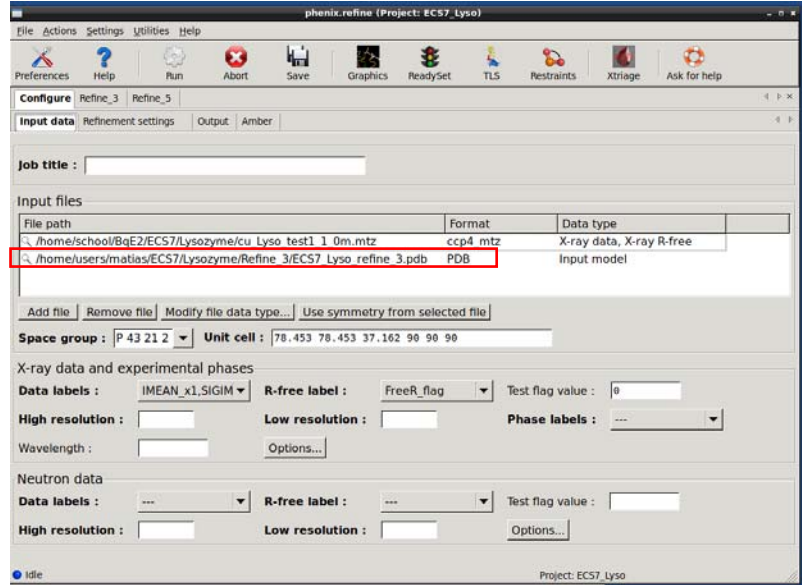 phenix.refine (Project: ECS7_Lyso)
File Actions Settings Utilities Help
Preferences Help Run Abort Save Graphics ReadySet TLS Restraints Xtriage Ask for help
Configure Refine_3 Refine_5
Input data Refinement settings Output Amber
Job title :
Input files
File path Format Data type
/home/school/BqE2/ECS7/Lysozyme/cu_Lyso_test1_1_0m.mtz ccp4_mtz X-ray data, X-ray R-free
/home/users/matias/ECS7/Lysozyme/Refine_3/ECS7_Lyso_refine_3.pdb PDB Input model
Add file Remove file Modify file data type... Use symmetry from selected file
Space group : P 43 21 2 Unit cell : 78.453 78.453 37.162 90 90 90
X-ray data and experimental phases
Data labels : IMEAN_x1,SIGIM R-free label : FreeR_flag Test flag value : 0
High resolution : Low resolution : Phase labels : ---
Wavelength : Options...
Neutron data
Data labels : --- R-free label : --- Test flag value :
High resolution : Low resolution : Options...
Idle Project: ECS7_Lyso